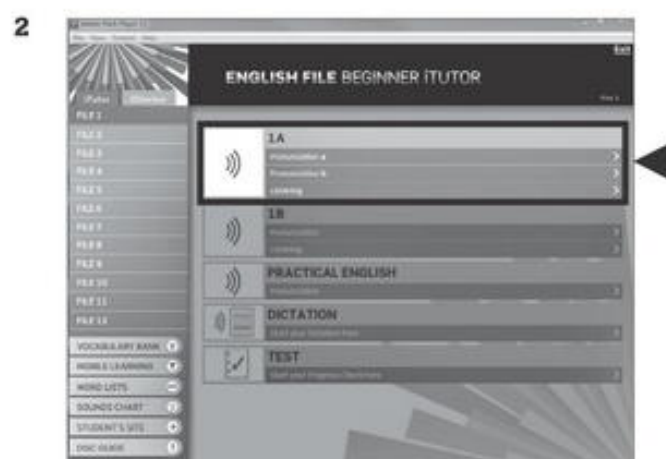 2
Exit
ENGLISH FILE BEGINNER iTUTOR
iTutor
FILE 1
FILE 2
FILE 3
FILE 4
FILE 5
FILE 6
FILE 7
FILE 8
FILE 9
FILE 10
FILE 11
FILE 12
VOCABULARY BANK
MOBILE LEARNING
WORD LISTS
SOUNDS CHART
STUDENT'S SITE
DISC GUIDE
1A
Pronunciation a
Pronunciation b
Listening
1B
Pronunciation
Listening
PRACTICAL ENGLISH
Pronunciation
DICTATION
TEST